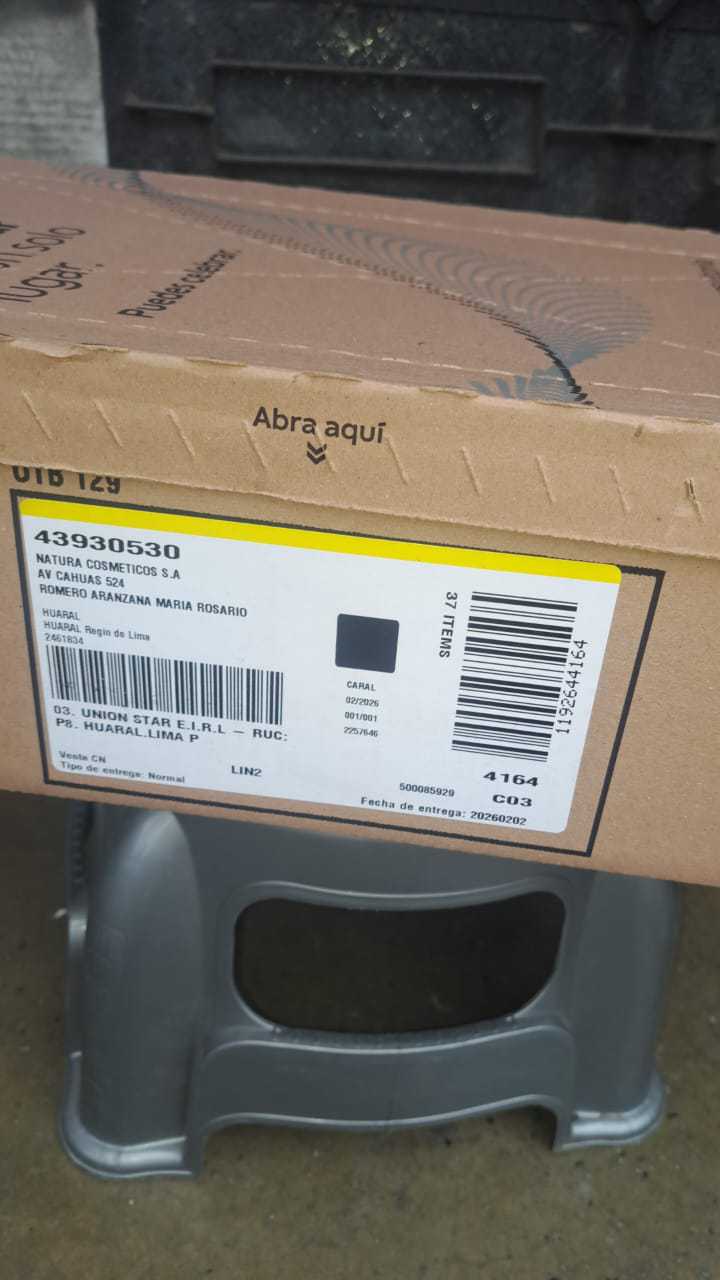 n solo
lugar.
Puedes celebrar.
Abra aquí
UTB 129
43930530
NATURA COSMETICOS S.A
AV CAHUAS 524
ROMERO ARANZANA MARIA ROSARIO
HUARAL
HUARAL Regin de Lima
2461834
03. UNION STAR E.I.R.L – RUC:
P8. HUARAL.LIMA P
Venta CN
Tipo de entrega: Normal
LIN2
CARAL
02/2026
001/001
2257646
37 ITEMS
1192644164
4164
C03
500085929
Fecha de entrega: 20260202